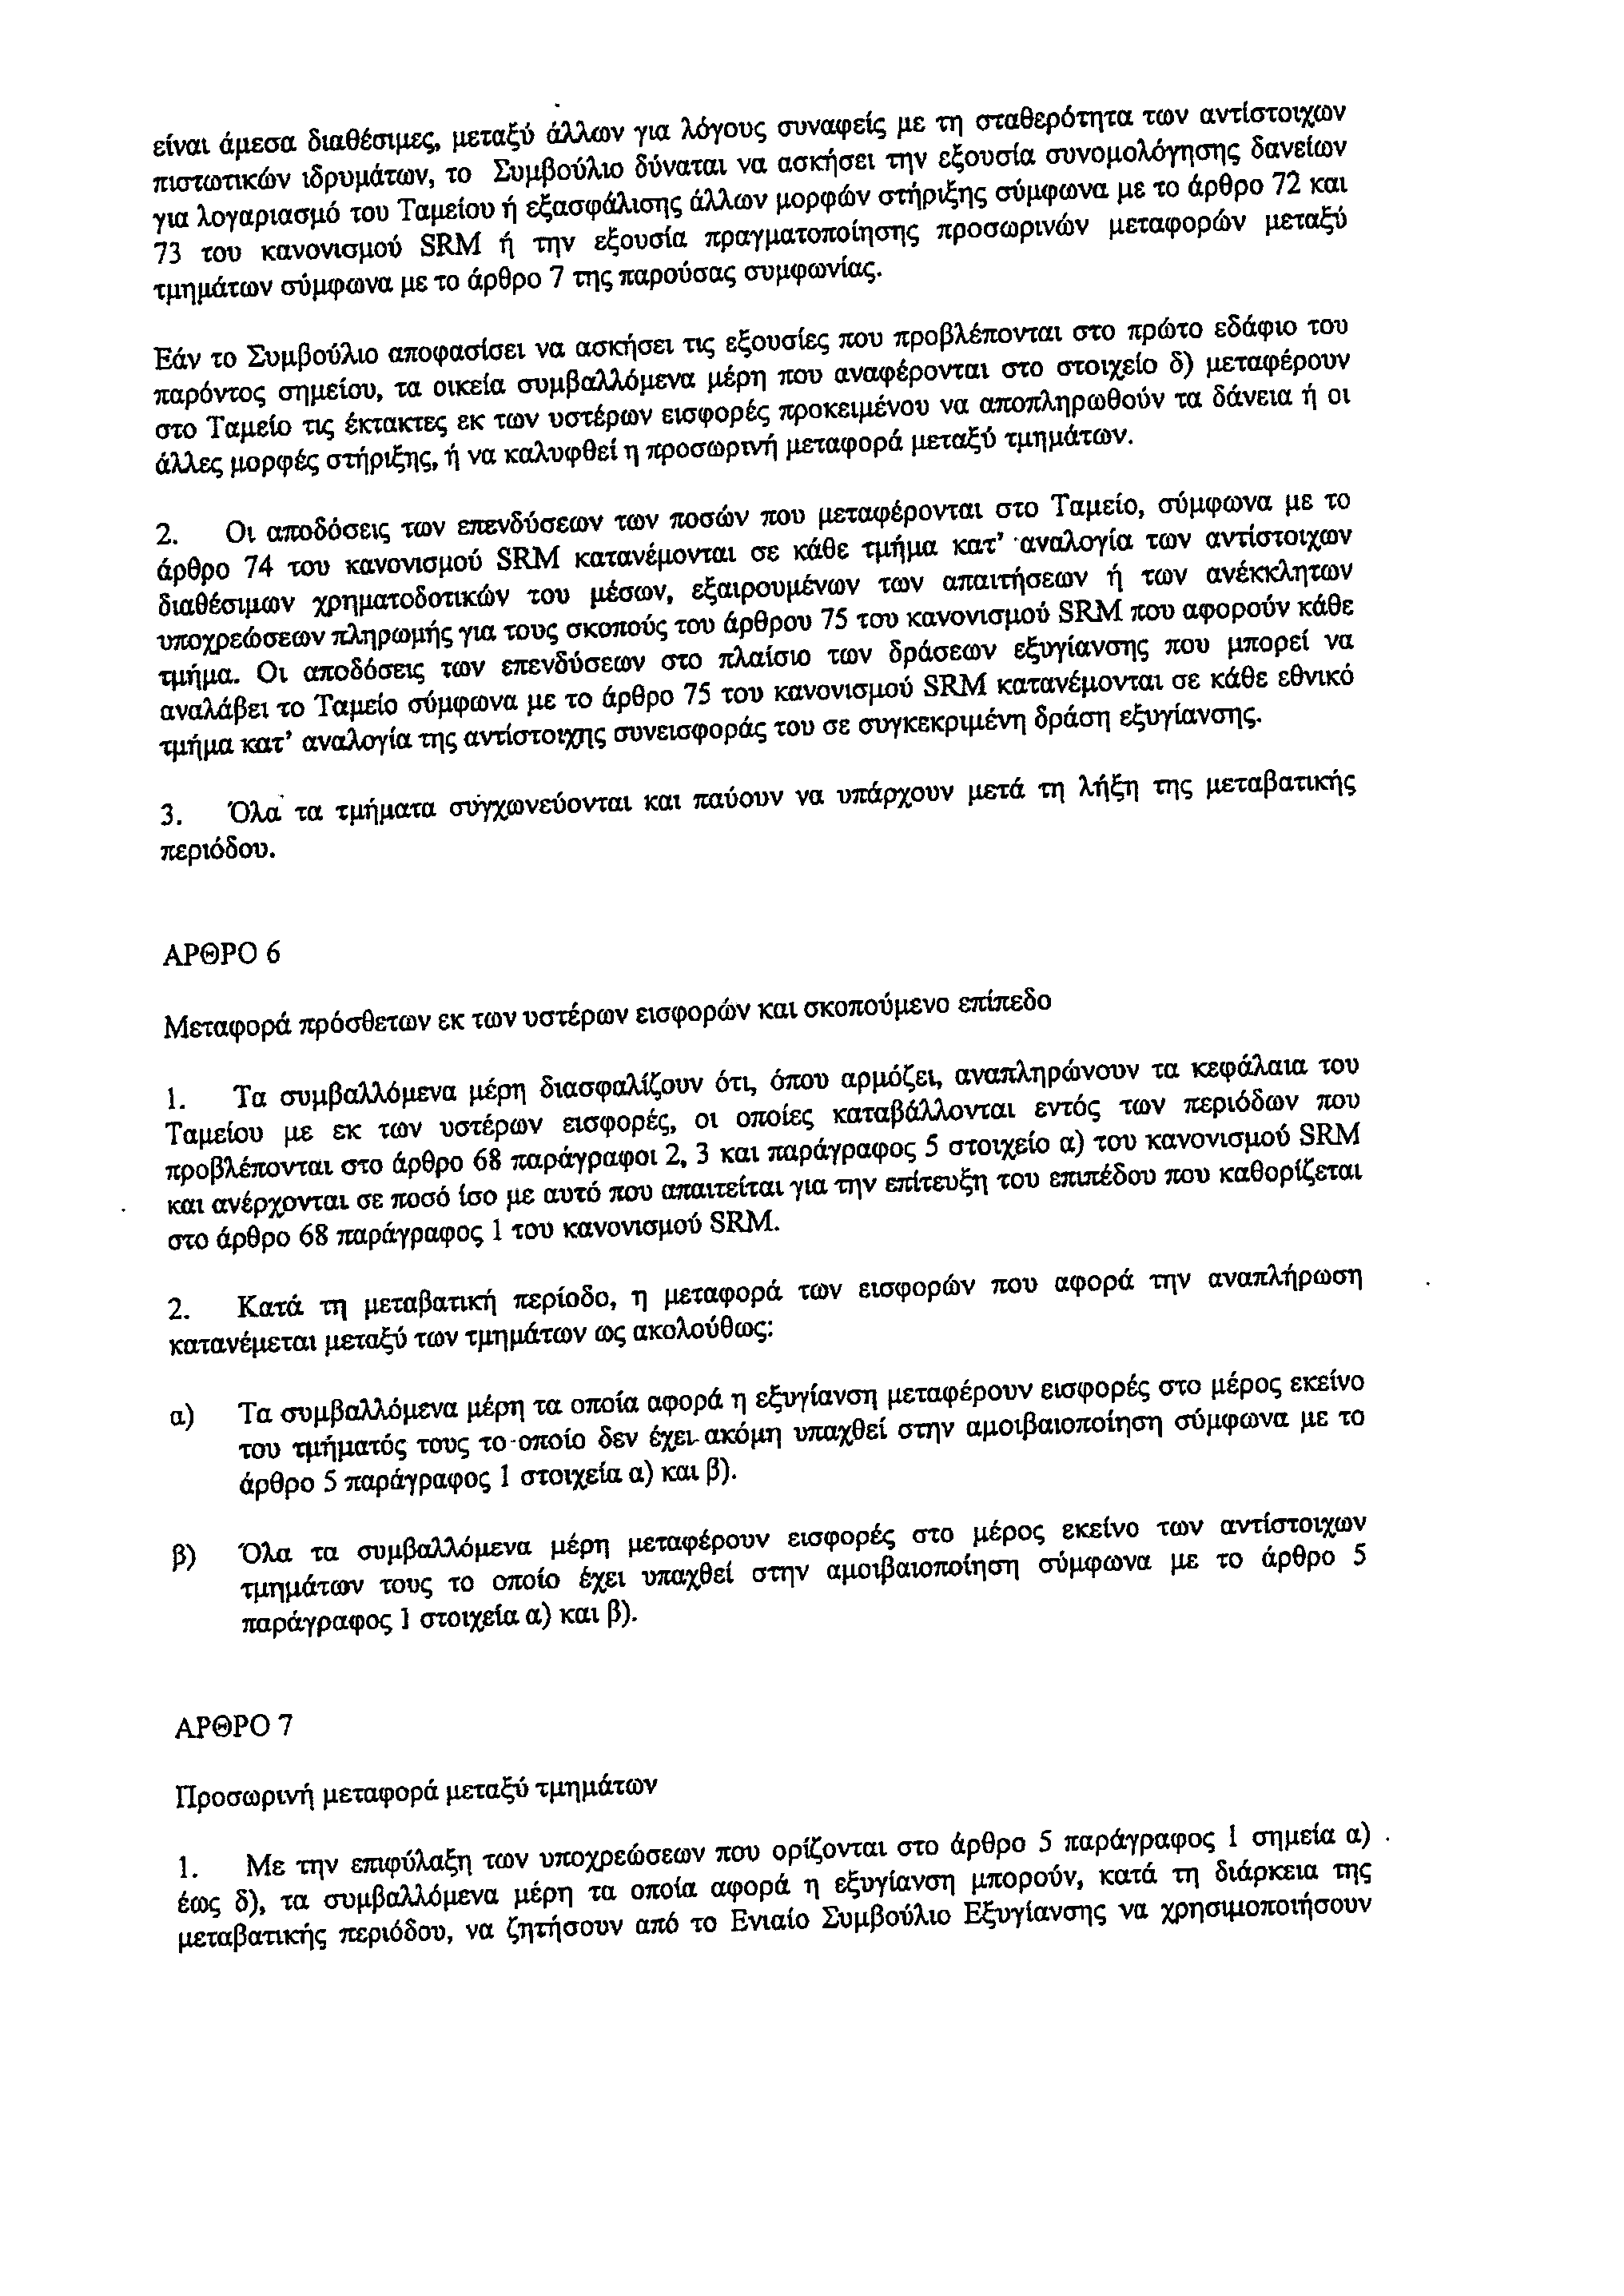 είναι άμεσα διαθέσιμες, μεταξύ άλλων για λόγους συναφείς με τη σταθερότητα των αντίστοιχων
πιστωτικών ιδρυμάτων, το Συμβούλιο δύναται να ασκήσει την εξουσία συνομολόγησης δανείων
για λογαριασμό του Ταμείου ή εξασφάλισης άλλων μορφών στήριξης σύμφωνα με το άρθρο 72 και
73 του κανονισμού SRM ή την εξουσία πραγματοποίησης προσωρινών μεταφορών μεταξύ
τμημάτων σύμφωνα με το άρθρο 7 της παρούσας συμφωνίας.
Εάν το Συμβούλιο αποφασίσει να ασκήσει τις εξουσίες που προβλέπονται στο πρώτο εδάφιο του
παρόντος σημείου, τα οικεία συμβαλλόμενα μέρη που αναφέρονται στο στοιχείο δ) μεταφέρουν
στο Ταμείο τις έκτακτες εκ των υστέρων εισφορές προκειμένου να αποπληρωθούν τα δάνεια ή οι
άλλες μορφές στήριξης, ή να καλυφθεί η προσωρινή μεταφορά μεταξύ τμημάτων.
2. Οι αποδόσεις των επενδύσεων των ποσών που μεταφέρονται στο Ταμείο, σύμφωνα με το
άρθρο 74 του κανονισμού SRM κατανέμονται σε κάθε τμήμα κατ' αναλογία των αντίστοιχων
διαθέσιμων χρηματοδοτικών του μέσων, εξαιρουμένων των απαιτήσεων ή των ανέκκλητων
υποχρεώσεων πληρωμής για τους σκοπούς του άρθρου 75 του κανονισμού SRM που αφορούν κάθε
τμήμα. Οι αποδόσεις των επενδύσεων στο πλαίσιο των δράσεων εξυγίανσης που μπορεί να
αναλάβει το Ταμείο σύμφωνα με το άρθρο 75 του κανονισμού SRM κατανέμονται σε κάθε εθνικό
τμήμα κατ' αναλογία της αντίστοιχης συνεισφοράς του σε συγκεκριμένη δράση εξυγίανσης.
3. Όλα τα τμήματα συγχωνεύονται και παύουν να υπάρχουν μετά τη λήξη της μεταβατικής
περιόδου.
ΑΡΘΡΟ 6
Μεταφορά πρόσθετων εκ των υστέρων εισφορών και σκοπούμενο επίπεδο
1. Τα συμβαλλόμενα μέρη διασφαλίζουν ότι, όπου αρμόζει, αναπληρώνουν τα κεφάλαια του
Ταμείου με εκ των υστέρων εισφορές, οι οποίες καταβάλλονται εντός των περιόδων που
προβλέπονται στο άρθρο 68 παράγραφοι 2, 3 και παράγραφος 5 στοιχείο α) του κανονισμού SRM
και ανέρχονται σε ποσό ίσο με αυτό που απαιτείται για την επίτευξη του επιπέδου που καθορίζεται
στο άρθρο 68 παράγραφος 1 του κανονισμού SRM.
2. Κατά τη μεταβατική περίοδο, η μεταφορά των εισφορών που αφορά την αναπλήρωση
κατανέμεται μεταξύ των τμημάτων ως ακολούθως:
α) Τα συμβαλλόμενα μέρη τα οποία αφορά η εξυγίανση μεταφέρουν εισφορές στο μέρος εκείνο
του τμήματός τους το οποίο δεν έχει ακόμη υπαχθεί στην αμοιβαιοποίηση σύμφωνα με το
άρθρο 5 παράγραφος 1 στοιχεία α) και β).
β) Όλα τα συμβαλλόμενα μέρη μεταφέρουν εισφορές στο μέρος εκείνο των αντίστοιχων
τμημάτων τους το οποίο έχει υπαχθεί στην αμοιβαιοποίηση σύμφωνα με το άρθρο 5
παράγραφος 1 στοιχεία α) και β).
ΑΡΘΡΟ 7
Προσωρινή μεταφορά μεταξύ τμημάτων
1. Με την επιφύλαξη των υποχρεώσεων που ορίζονται στο άρθρο 5 παράγραφος 1 σημεία α)
έως δ), τα συμβαλλόμενα μέρη τα οποία αφορά η εξυγίανση μπορούν, κατά τη διάρκεια της
μεταβατικής περιόδου, να ζητήσουν από το Ενιαίο Συμβούλιο Εξυγίανσης να χρησιμοποιήσουν